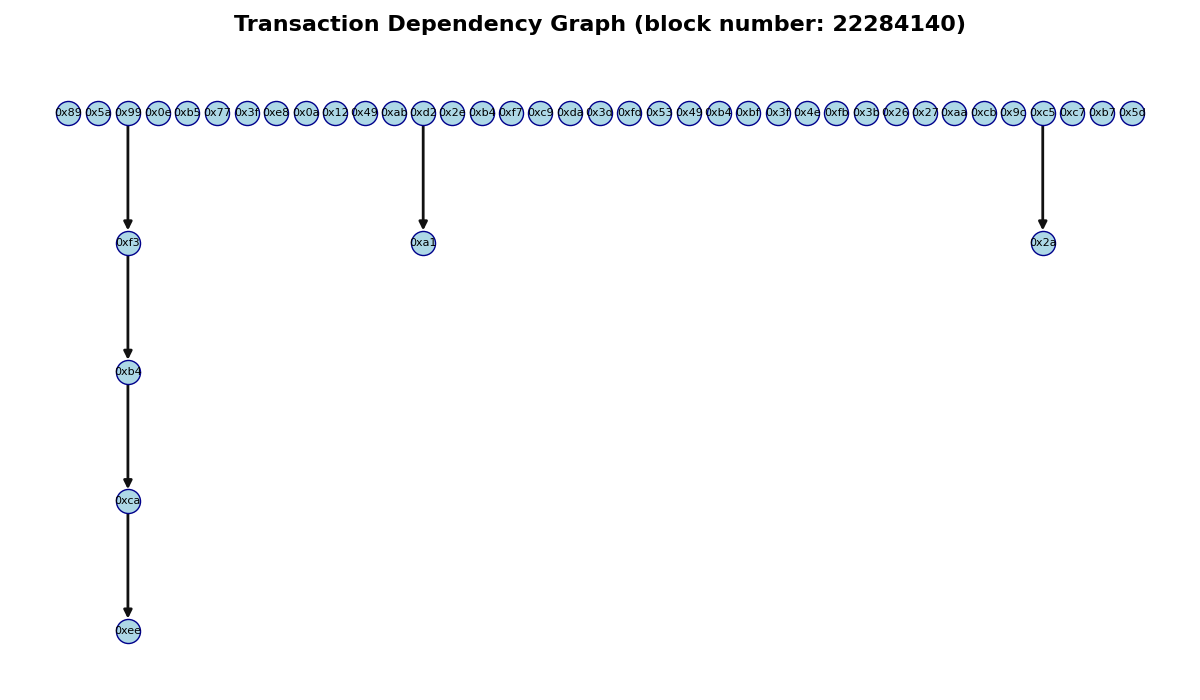 Transaction Dependency Graph (block number: 22284140)
0x89 0x5a 0x99 0x0e 0xb5 0x77 0x3f 0xe8 0x0a 0x12 0x49 0xab 0xd2 0x2e 0xb4 0xf7 0xc9 0xda 0x3d 0xfd 0x53 0x49 0xb4 0xbf 0x3f 0x4e 0xfb 0x3b 0x26 0x27 0xaa 0xcb 0x9c 0xc5 0xc7 0xb7 0x5d
0xf3 0xa1 0x2a
0xb4
0xca
0xee